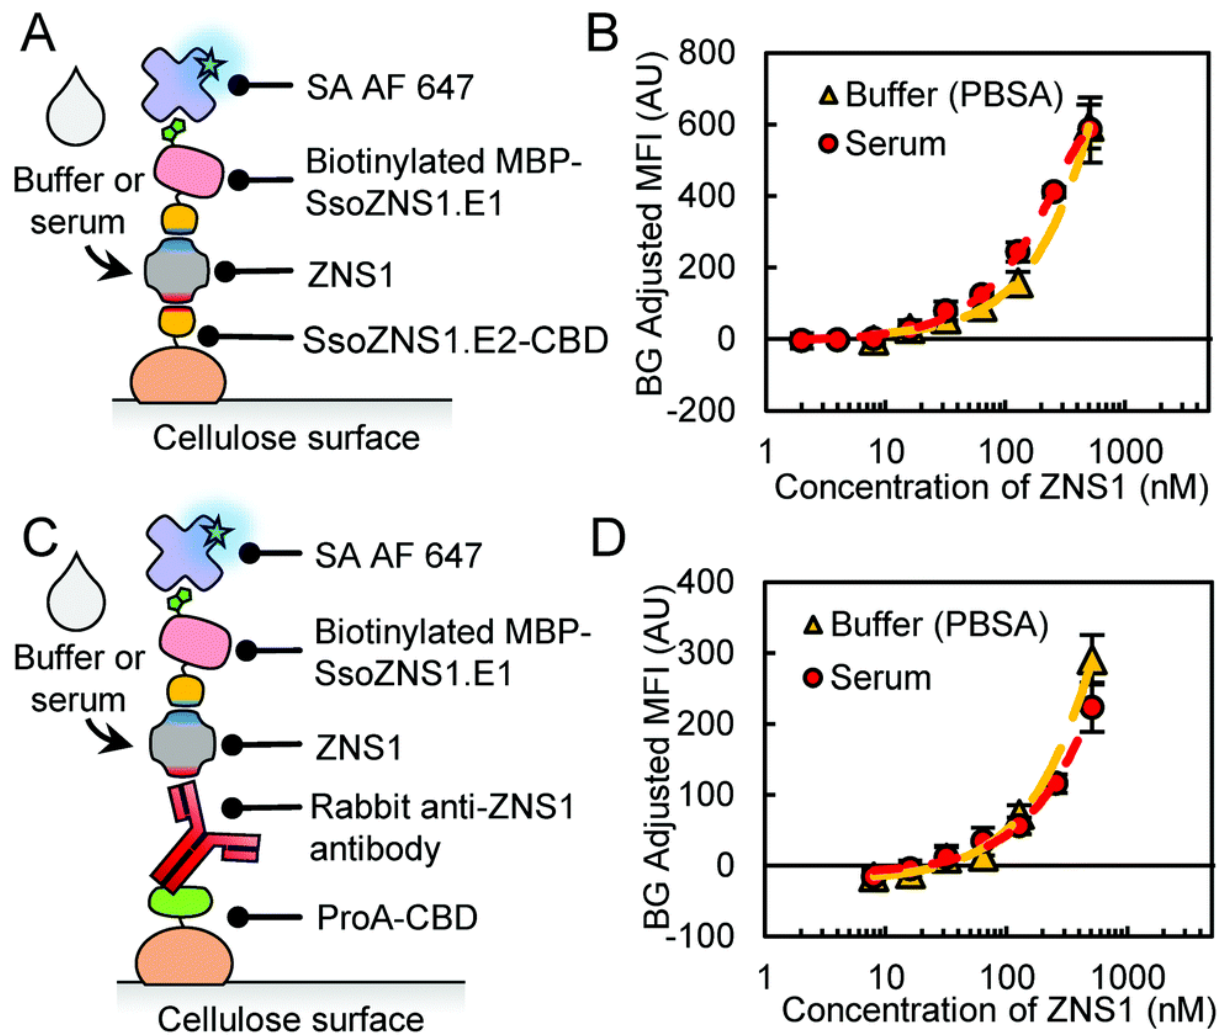 A
SA AF 647
Biotinylated MBP-
SsoZNS1.E1
Buffer or
serum
ZNS1
SsoZNS1.E2-CBD
Cellulose surface
B
BG Adjusted MFI (AU)
800
600
400
200
0
-200
Buffer (PBSA)
Serum
1
10
100
1000
Concentration of ZNS1 (nM)
C
SA AF 647
Biotinylated MBP-
SsoZNS1.E1
Buffer or
serum
ZNS1
Rabbit anti-ZNS1
antibody
ProA-CBD
Cellulose surface
D
BG Adjusted MFI (AU)
400
300
200
100
0
-100
Buffer (PBSA)
Serum
1
10
100
1000
Concentration of ZNS1 (nM)